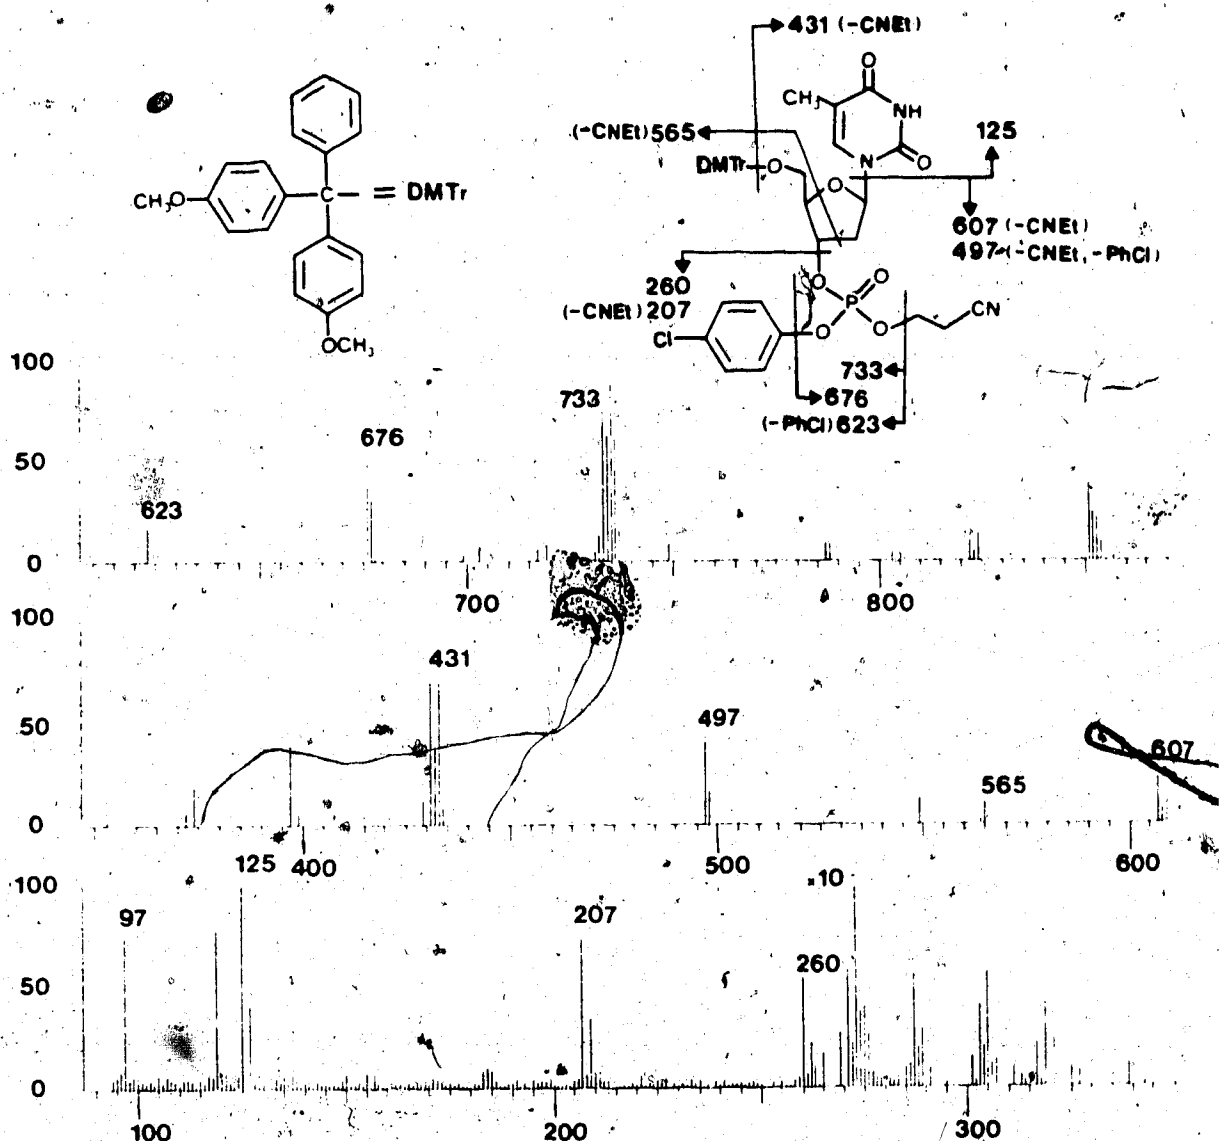 431 (-CNEt)
O
CH₃
NH
(-CNEt) 565
125
N
O
DMTr-O
O
CH₃O
C
= DMTr
607 (-CNEt)
497 (-CNEt, -PhCl)
260
(-CNEt) 207
O
O
P
Cl
O
O
CN
OCH₃
733
676
(-PhCl) 623
100
733
676
50
623
0
700
800
100
431
50
497
607
565
0
400
500
600
125
100
×10
97
207
260
50
0
100
200
300